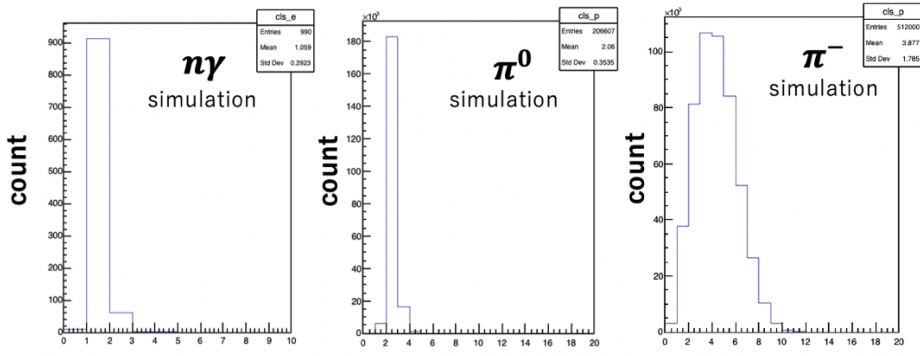 cls_e
Entries 990
Mean 1.059
Std Dev 0.2923
nγ
simulation
count
900
800
700
600
500
400
300
200
100
0
0 1 2 3 4 5 6 7 8 9 10
×10³
cls_p
Entries 206607
Mean 2.06
Std Dev 0.3535
π⁰
simulation
count
180
160
140
120
100
80
60
40
20
0
0 2 4 6 8 10 12 14 16 18 20
×10³
cls_p
Entries 512000
Mean 3.877
Std Dev 1.785
π⁻
simulation
count
100
80
60
40
20
0
0 2 4 6 8 10 12 14 16 18 20